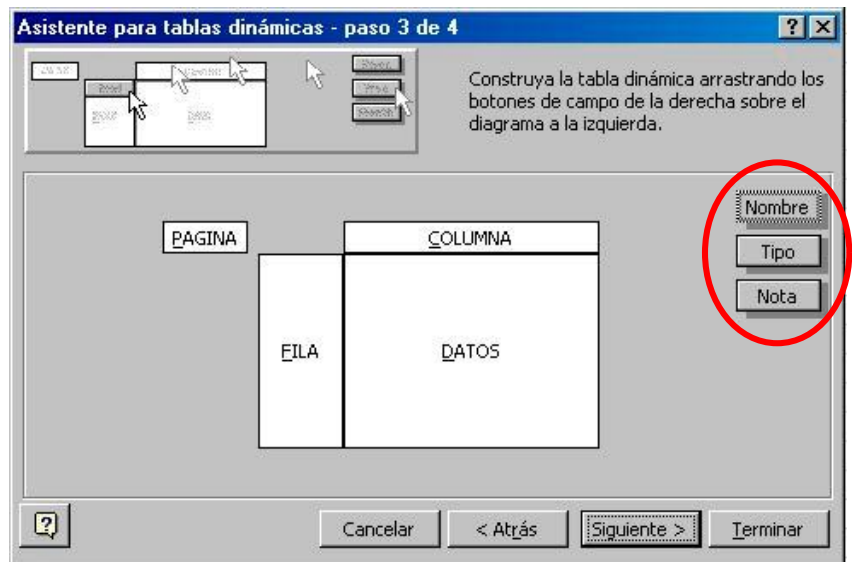 Asistente para tablas dinámicas - paso 3 de 4
Construya la tabla dinámica arrastrando los
botones de campo de la derecha sobre el
diagrama a la izquierda.
Nombre
PAGINA
COLUMNA
Tipo
Nota
FILA
DATOS
Cancelar
< Atrás
Siguiente >
Terminar